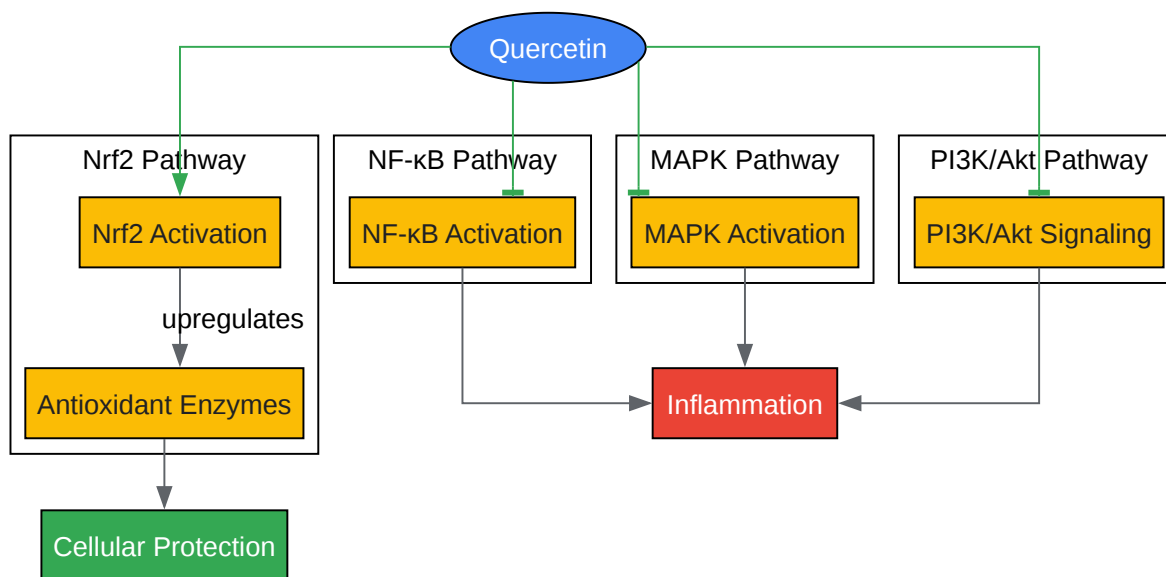 Quercetin
Nrf2 Pathway
NF-κB Pathway
MAPK Pathway
PI3K/Akt Pathway
Nrf2 Activation
NF-κB Activation
MAPK Activation
PI3K/Akt Signaling
upregulates
Antioxidant Enzymes
Inflammation
Cellular Protection